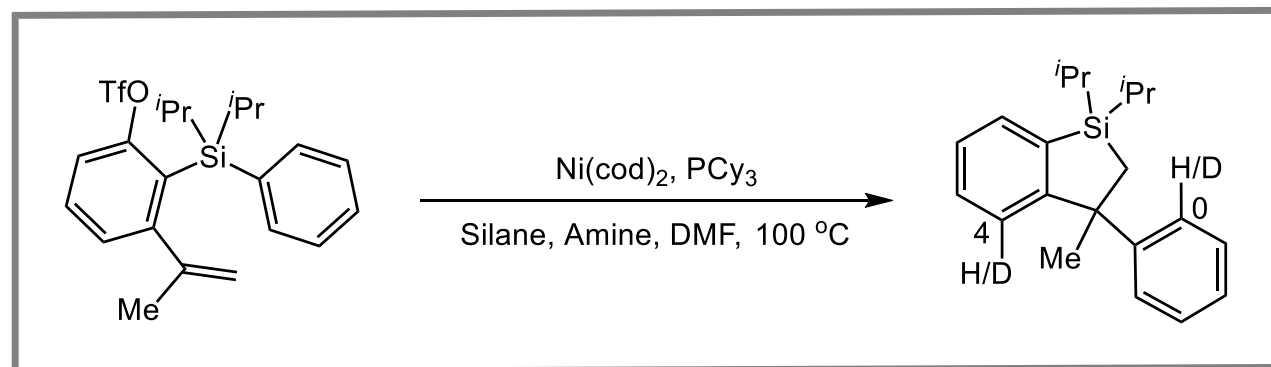 TfO
iPr
iPr
Si
Me
Ni(cod)2, PCy3
Silane, Amine, DMF, 100 oC
iPr
iPr
Si
H/D
0
4
H/D
Me